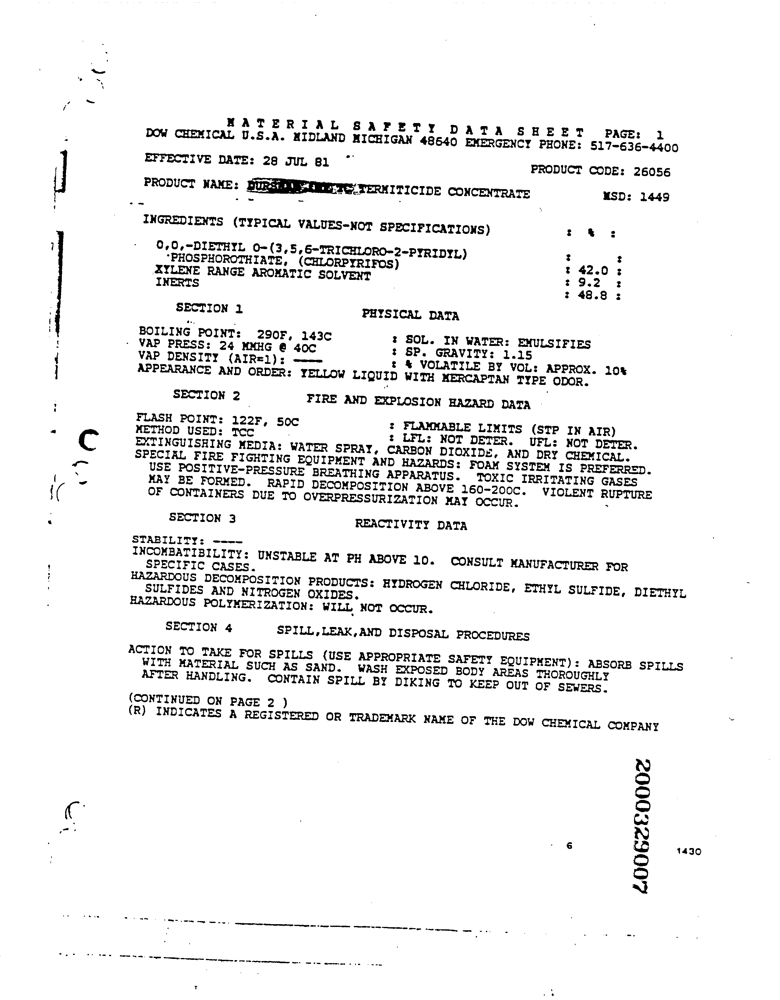 MATERIAL SAFETY DATA SHEET PAGE: 1
DOW CHEMICAL U.S.A. MIDLAND MICHIGAN 48640 EMERGENCY PHONE: 517-636-4400
EFFECTIVE DATE: 28 JUL 81
PRODUCT CODE: 26056
PRODUCT NAME: TERMITICIDE CONCENTRATE MSD: 1449
INGREDIENTS (TYPICAL VALUES-NOT SPECIFICATIONS) : % :
O,O,-DIETHYL O-(3,5,6-TRICHLORO-2-PYRIDYL) : :
PHOSPHOROTHIATE, (CHLORPYRIFOS) : 42.0 :
XYLENE RANGE AROMATIC SOLVENT : 9.2 :
INERTS : 48.8 :
SECTION 1 PHYSICAL DATA
BOILING POINT: 290F, 143C : SOL. IN WATER: EMULSIFIES
VAP PRESS: 24 MMHG @ 40C : SP. GRAVITY: 1.15
VAP DENSITY (AIR=1): ---- : % VOLATILE BY VOL: APPROX. 10%
APPEARANCE AND ORDER: YELLOW LIQUID WITH MERCAPTAN TYPE ODOR.
SECTION 2 FIRE AND EXPLOSION HAZARD DATA
FLASH POINT: 122F, 50C : FLAMMABLE LIMITS (STP IN AIR)
METHOD USED: TCC : LFL: NOT DETER. UFL: NOT DETER.
EXTINGUISHING MEDIA: WATER SPRAY, CARBON DIOXIDE, AND DRY CHEMICAL.
SPECIAL FIRE FIGHTING EQUIPMENT AND HAZARDS: FOAM SYSTEM IS PREFERRED.
USE POSITIVE-PRESSURE BREATHING APPARATUS. TOXIC IRRITATING GASES
MAY BE FORMED. RAPID DECOMPOSITION ABOVE 160-200C. VIOLENT RUPTURE
OF CONTAINERS DUE TO OVERPRESSURIZATION MAY OCCUR.
SECTION 3 REACTIVITY DATA
STABILITY: ----
INCOMBATIBILITY: UNSTABLE AT PH ABOVE 10. CONSULT MANUFACTURER FOR
SPECIFIC CASES.
HAZARDOUS DECOMPOSITION PRODUCTS: HYDROGEN CHLORIDE, ETHYL SULFIDE, DIETHYL
SULFIDES AND NITROGEN OXIDES.
HAZARDOUS POLYMERIZATION: WILL NOT OCCUR.
SECTION 4 SPILL,LEAK,AND DISPOSAL PROCEDURES
ACTION TO TAKE FOR SPILLS (USE APPROPRIATE SAFETY EQUIPMENT): ABSORB SPILLS
WITH MATERIAL SUCH AS SAND. WASH EXPOSED BODY AREAS THOROUGHLY
AFTER HANDLING. CONTAIN SPILL BY DIKING TO KEEP OUT OF SEWERS.
(CONTINUED ON PAGE 2 )
(R) INDICATES A REGISTERED OR TRADEMARK NAME OF THE DOW CHEMICAL COMPANY
2000329007
6
1430